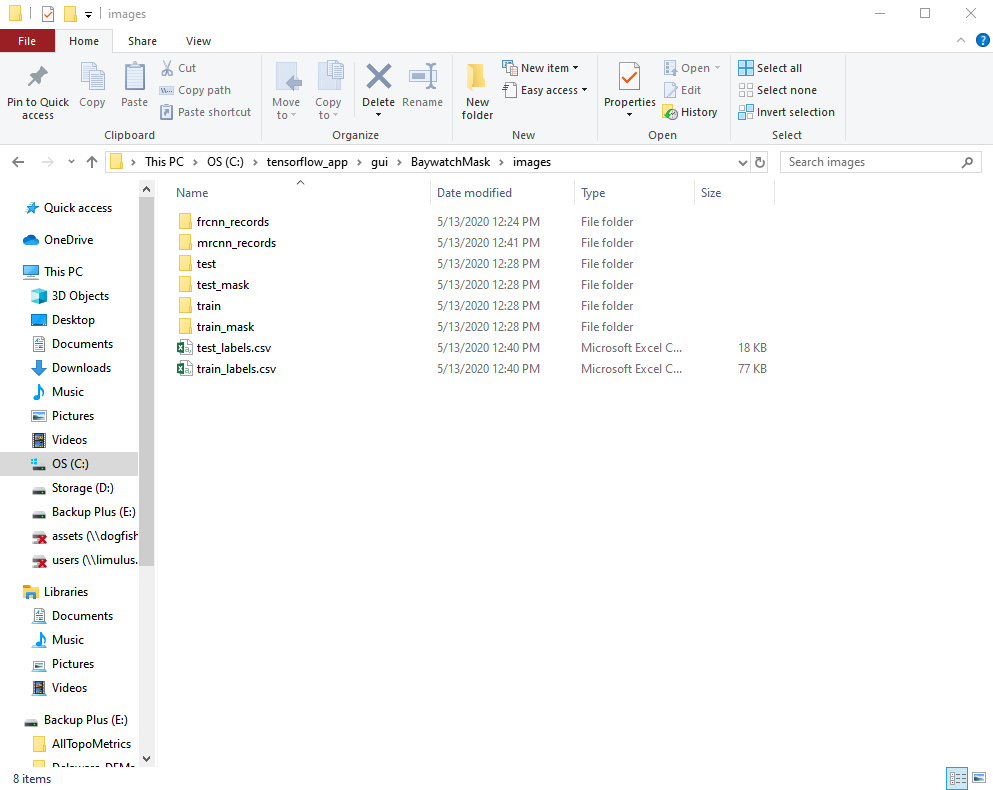 images
File Home Share View
Pin to Quick access
Copy
Paste
Cut
Copy path
Paste shortcut
Clipboard
Move to
Copy to
Delete
Rename
Organize
New folder
New item
Easy access
New
Properties
Open
Edit
History
Open
Select all
Select none
Invert selection
Select
This PC > OS (C:) > tensorflow_app > gui > BaywatchMask > images
Search images
Quick access
OneDrive
This PC
3D Objects
Desktop
Documents
Downloads
Music
Pictures
Videos
OS (C:)
Storage (D:)
Backup Plus (E:)
assets (\\dogfish
users (\\limulus.
Libraries
Documents
Music
Pictures
Videos
Backup Plus (E:)
AllTopoMetrics
Name Date modified Type Size
frcnn_records 5/13/2020 12:24 PM File folder
mrcnn_records 5/13/2020 12:41 PM File folder
test 5/13/2020 12:28 PM File folder
test_mask 5/13/2020 12:28 PM File folder
train 5/13/2020 12:28 PM File folder
train_mask 5/13/2020 12:28 PM File folder
test_labels.csv 5/13/2020 12:40 PM Microsoft Excel C... 18 KB
train_labels.csv 5/13/2020 12:40 PM Microsoft Excel C... 77 KB
8 items